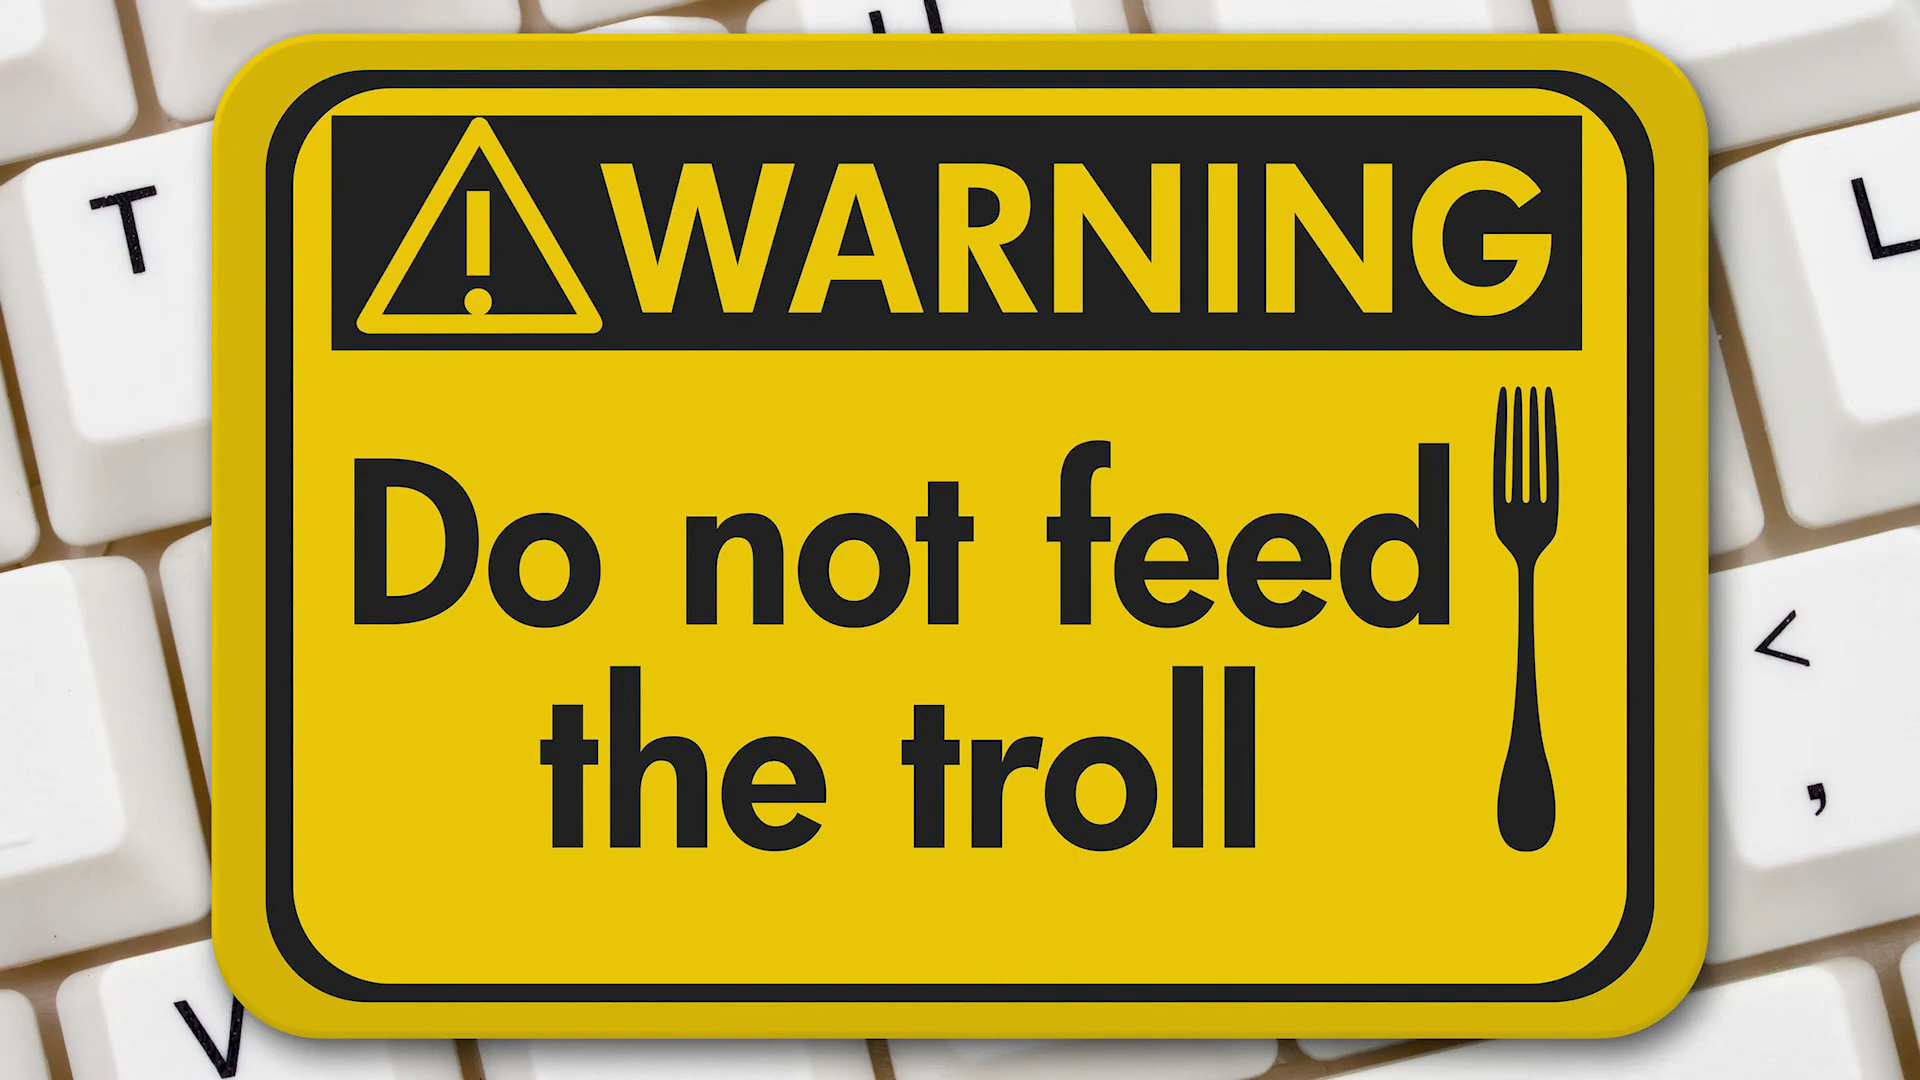 U
T
L
! WARNING
Do not feed
the troll
<
,
V